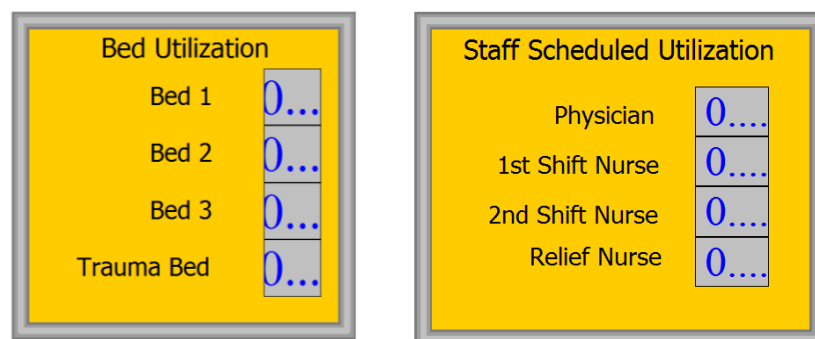 Bed Utilization
Bed 1 0...
Bed 2 0...
Bed 3 0...
Trauma Bed 0...
Staff Scheduled Utilization
Physician 0....
1st Shift Nurse 0....
2nd Shift Nurse 0....
Relief Nurse 0....